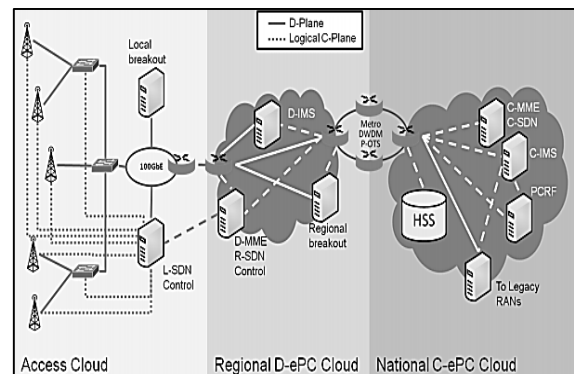 D-Plane
Logical C-Plane
Local
breakout
100GbE
L-SDN
Control
Access Cloud
D-IMS
D-MME
R-SDN
Control
Regional
breakout
Regional D-ePC Cloud
Metro
DWDM
P-OTS
C-MME
C-SDN
C-IMS
PCRF
HSS
To Legacy
RANs
National C-ePC Cloud